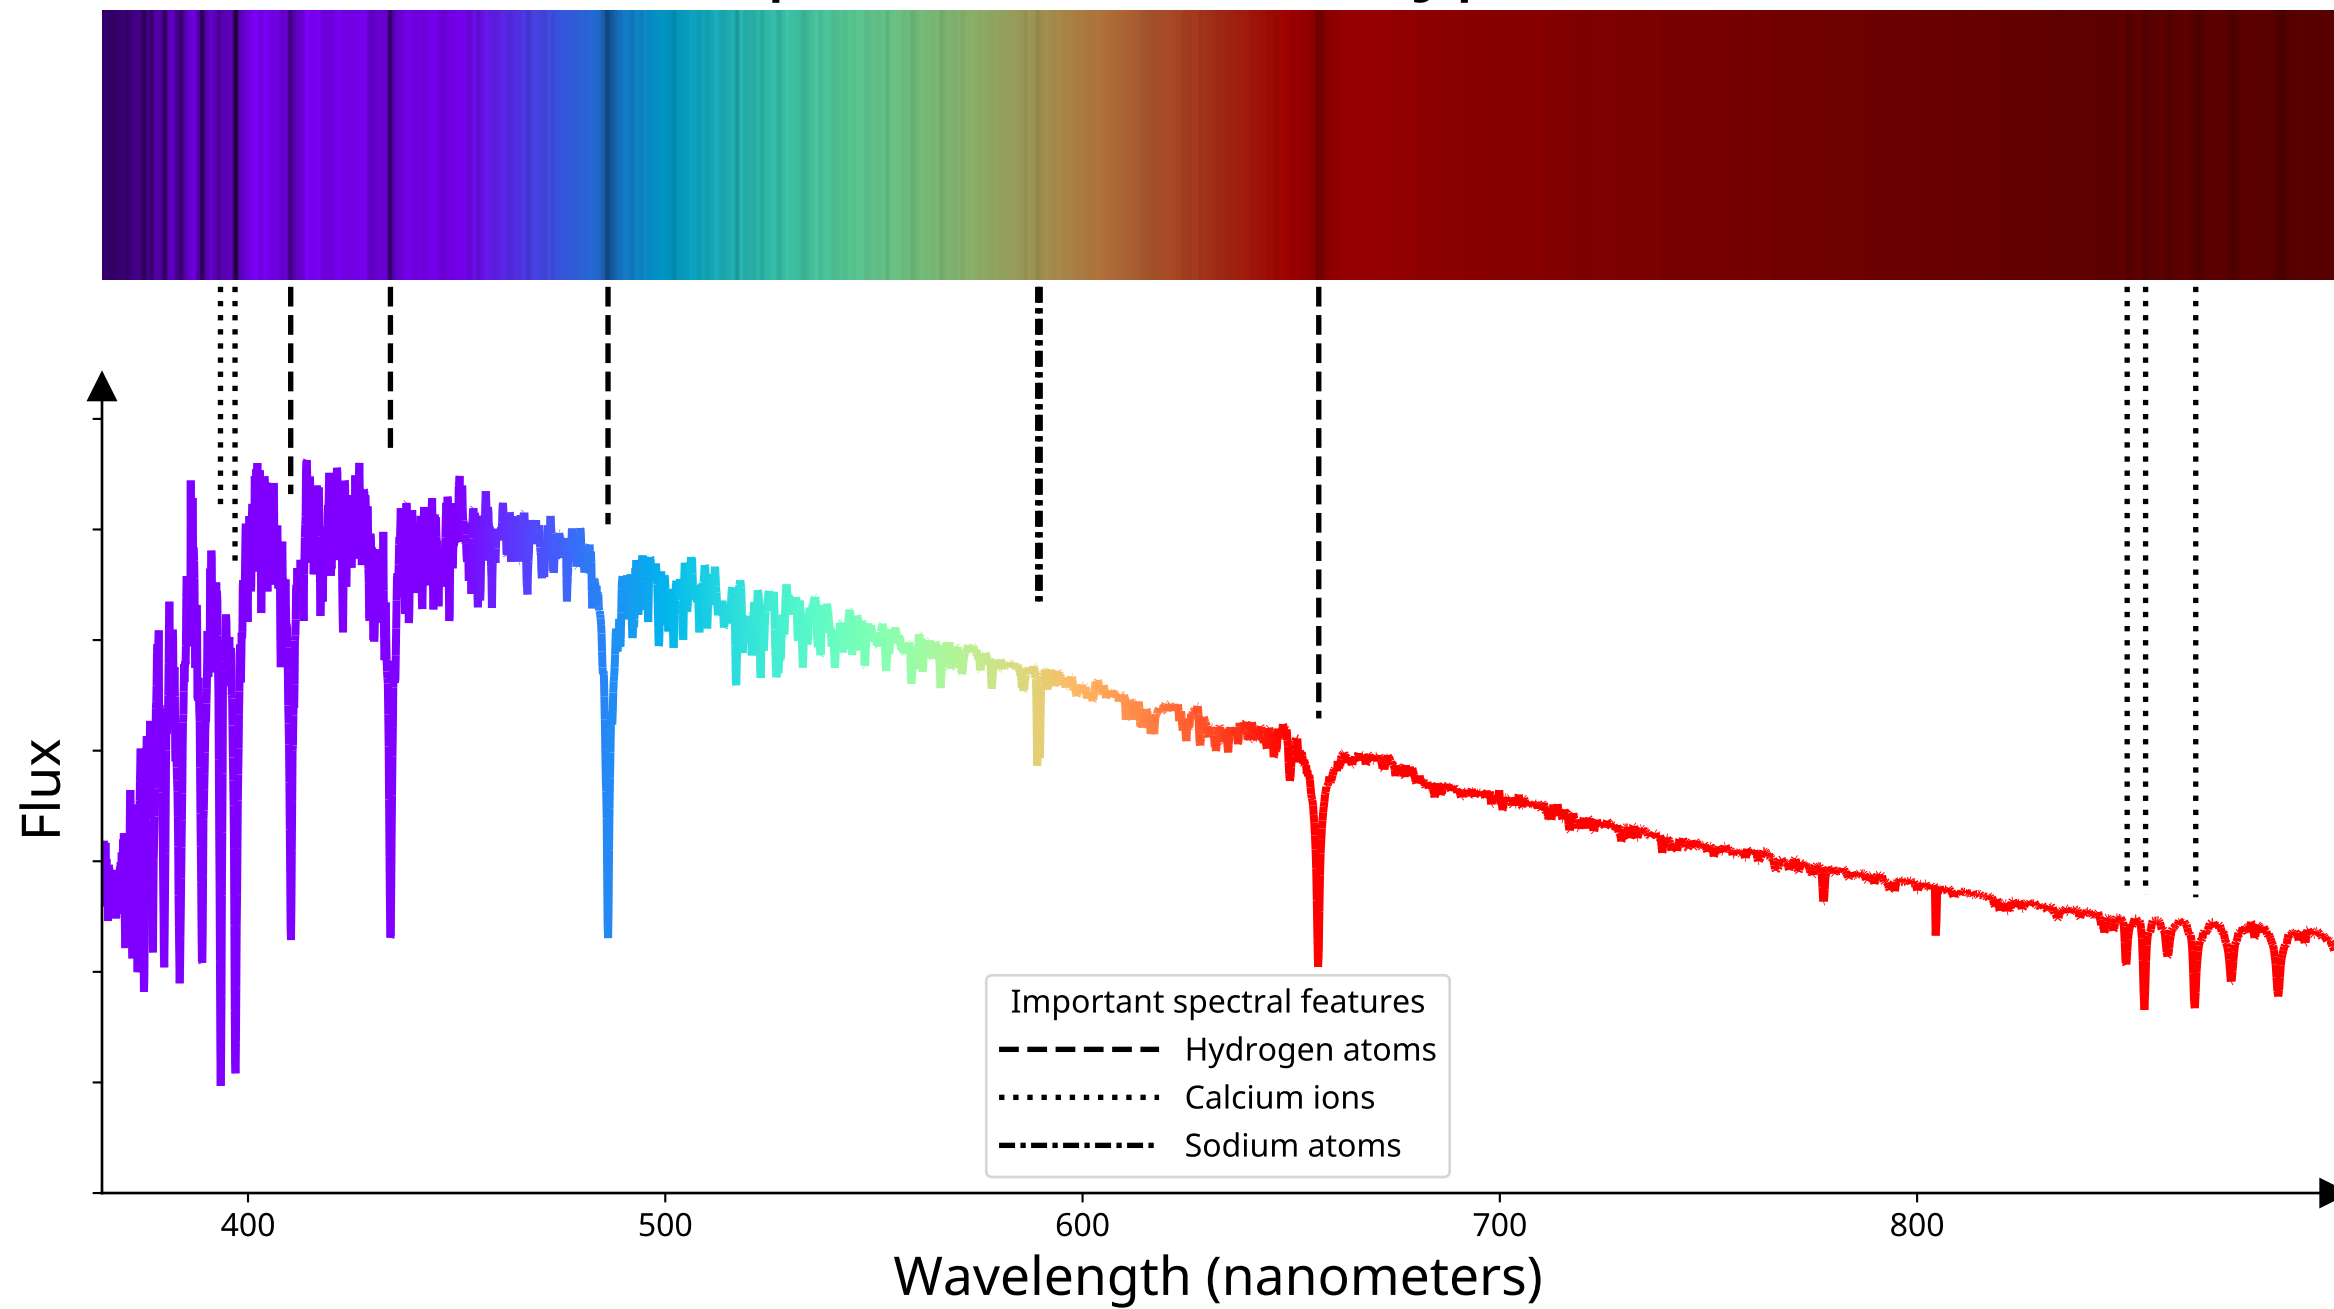 Flux
Important spectral features
Hydrogen atoms
Calcium ions
Sodium atoms
400 500 600 700 800
Wavelength (nanometers)